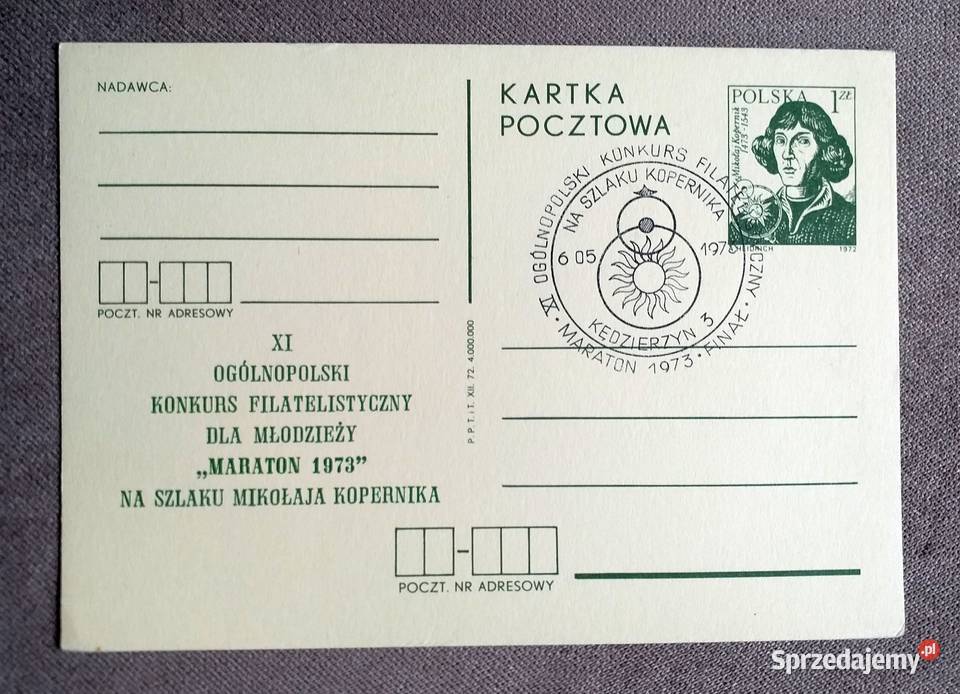 NADAWCA:
POCZT. NR ADRESOWY
XI
OGÓLNOPOLSKI
KONKURS FILATELISTYCZNY
DLA MŁODZIEŻY
„MARATON 1973”
NA SZLAKU MIKOŁAJA KOPERNIKA
P.P.T. i T. XII. 72. 4.000.000
KARTKA
POCZTOWA
POLSKA 1 ZŁ
Mikołaj Kopernik
1473-1543
1972
XI OGÓLNOPOLSKI KONKURS
NA SZLAKU KOPERNIKA
6 05
KĘDZIERZYN 3
MARATON 1973 · FINAŁ ·
POCZT. NR ADRESOWY
Sprzedajemy.pl